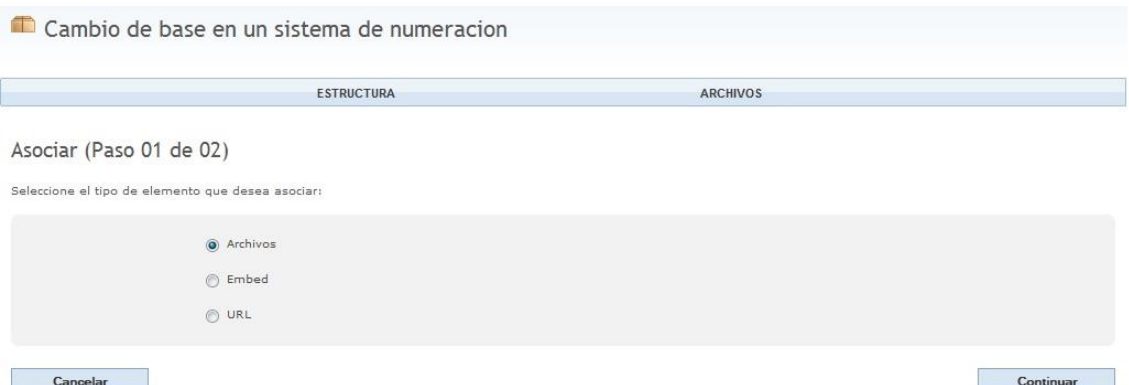 Cambio de base en un sistema de numeracion
ESTRUCTURA ARCHIVOS
Asociar (Paso 01 de 02)
Seleccione el tipo de elemento que desea asociar:
Archivos
Embed
URL
Cancelar Continuar